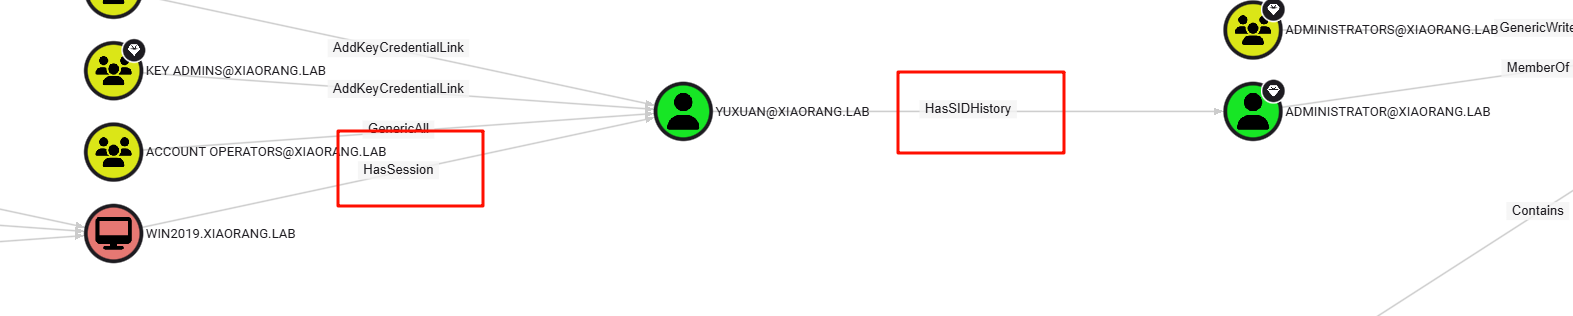 ADMINISTRATORS@XIAORANG.LAB
GenericWrite
AddKeyCredentialLink
KEY ADMINS@XIAORANG.LAB
MemberOf
AddKeyCredentialLink
YUXUAN@XIAORANG.LAB
HasSIDHistory
ADMINISTRATOR@XIAORANG.LAB
GenericAll
ACCOUNT OPERATORS@XIAORANG.LAB
HasSession
Contains
WIN2019.XIAORANG.LAB